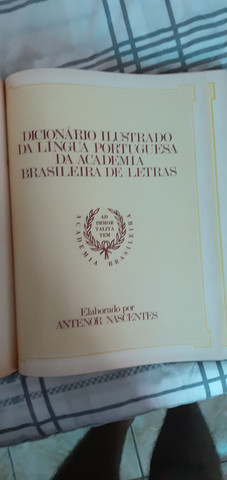 DICIONÁRIO ILUSTRADO
DA LÍNGUA PORTUGUESA
DA ACADEMIA
BRASILEIRA DE LETRAS
AD
IMMOR
TALITA
TEM
ACADEMIA BRASILEIRA
Elaborado por
ANTENOR NASCENTES